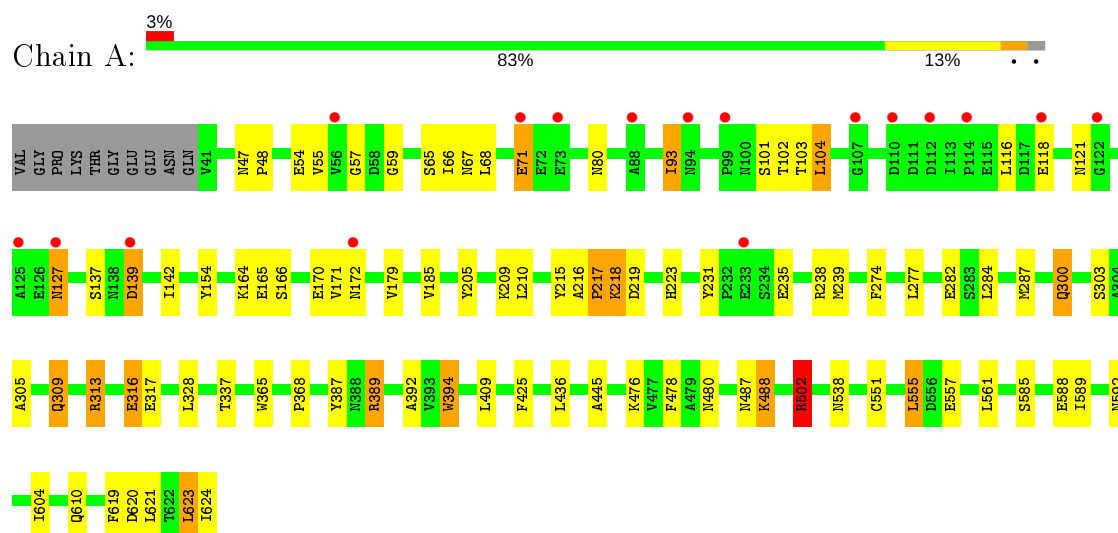 3%
Chain A:
83% 13% • •
VAL GLY PRO LYS THR GLY GLU GLU ASN GLN V41 N47 P48 E54 V55 V56 G57 D58 G59 S65 I66 N67 L68 E71 E72 E73 N80 A88 I93 N94 P99 N100 S101 T102 T103 L104 G107 D110 D111 D112 I113 P114 E115 L116 D117 E118 N121 G122
A125 E126 N127 S137 N138 D139 I142 Y154 K164 E165 S166 E170 V171 N172 V179 V185 Y205 K209 L210 Y215 A216 P217 K218 D219 H223 Y231 P232 E233 S234 E235 R238 M239 F274 L277 E282 S283 L284 M287 Q300 S303 A304
A305 Q309 R313 E316 E317 L328 T337 W365 P368 Y387 N388 R389 A392 V393 W394 L409 F425 L436 A445 K476 V477 F478 A479 N480 N487 K488 R502 N538 C551 L555 D556 E557 L561 S585 E588 I589 N592
I604 Q610 F619 D620 L621 T622 L623 I624